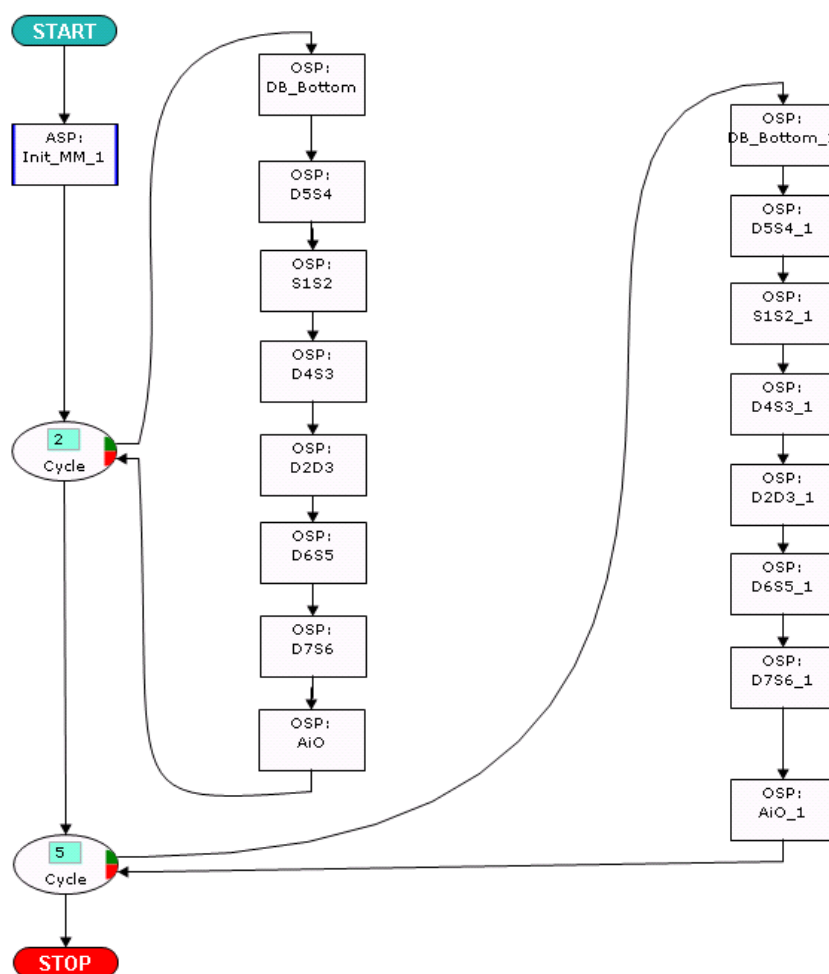 START
ASP:
Init_MM_1
2
Cycle
5
Cycle
STOP
OSP:
DB_Bottom
OSP:
D5S4
OSP:
S1S2
OSP:
D4S3
OSP:
D2D3
OSP:
D6S5
OSP:
D7S6
OSP:
AiO
OSP:
DB_Bottom_
OSP:
D5S4_1
OSP:
S1S2_1
OSP:
D4S3_1
OSP:
D2D3_1
OSP:
D6S5_1
OSP:
D7S6_1
OSP:
AiO_1